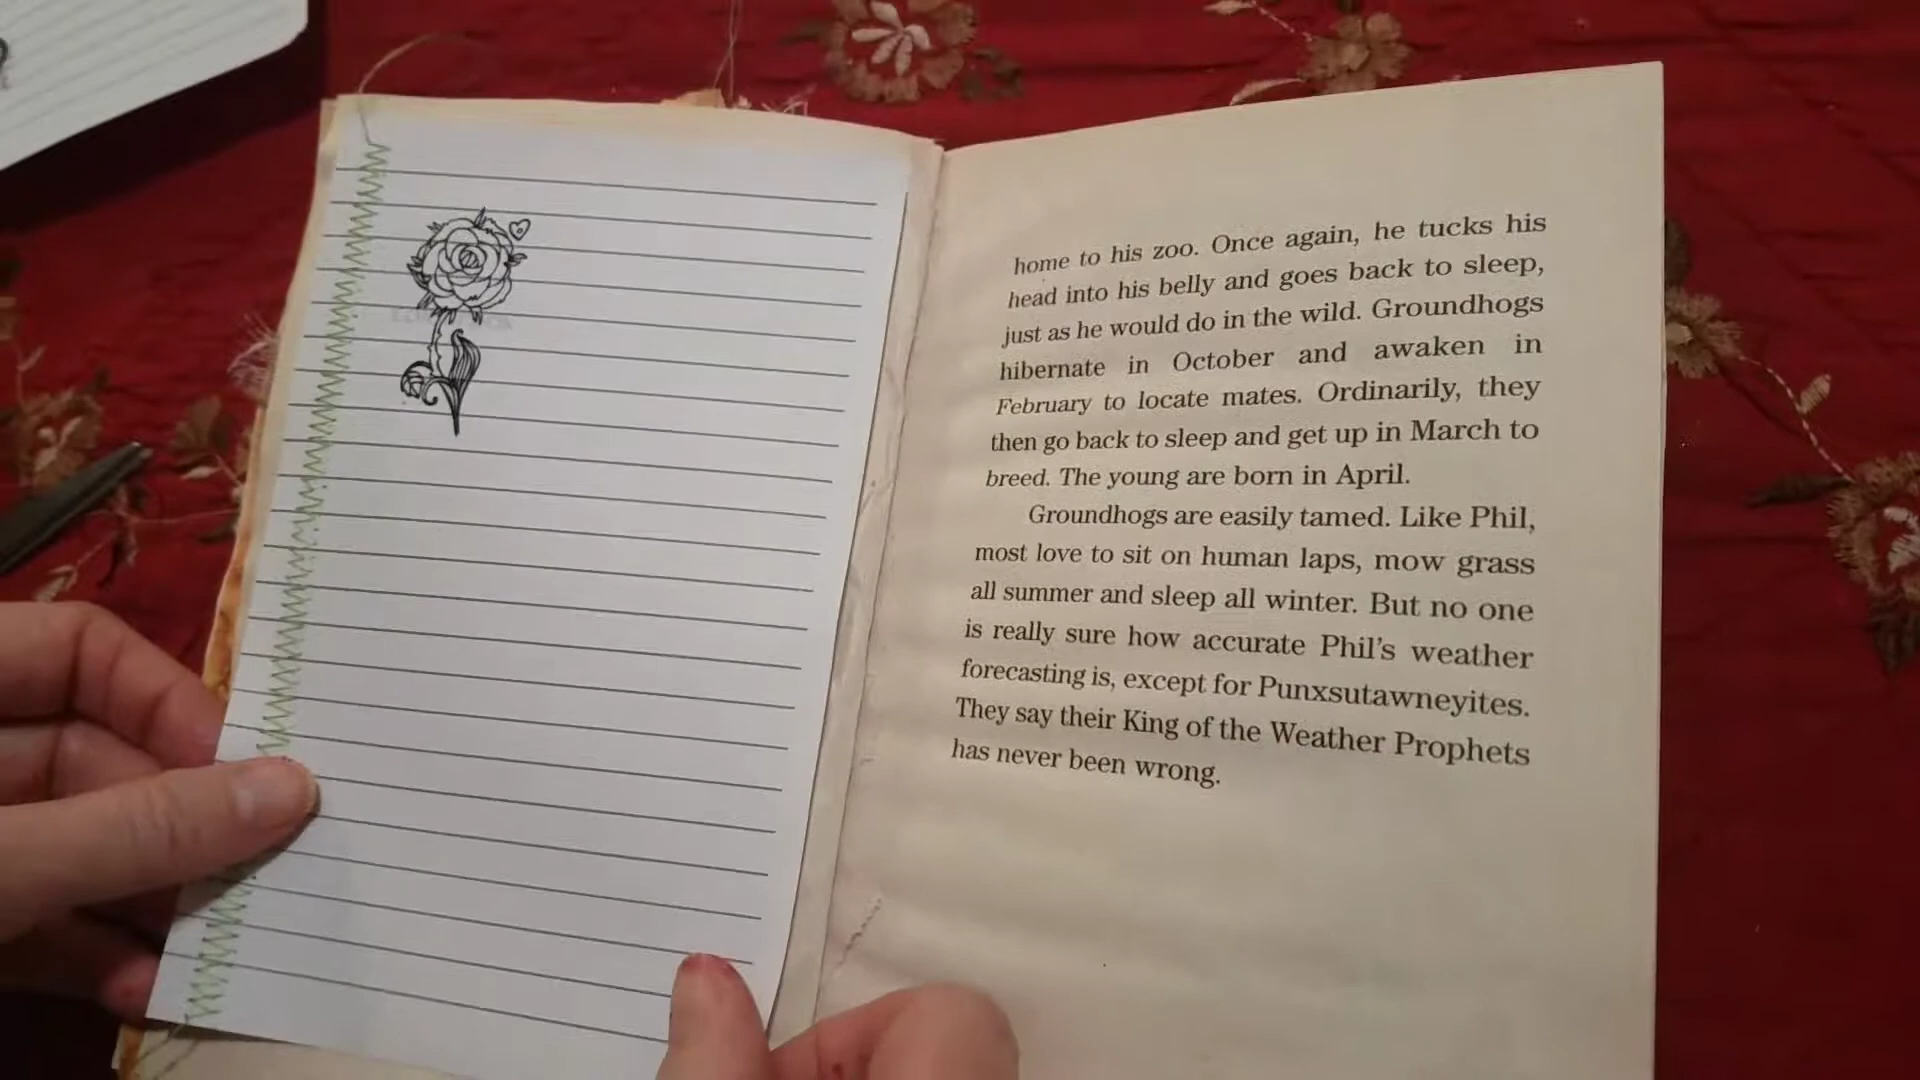 home to his zoo. Once again, he tucks his
head into his belly and goes back to sleep,
just as he would do in the wild. Groundhogs
hibernate in October and awaken in
February to locate mates. Ordinarily, they
then go back to sleep and get up in March to
breed. The young are born in April.
Groundhogs are easily tamed. Like Phil,
most love to sit on human laps, mow grass
all summer and sleep all winter. But no one
is really sure how accurate Phil's weather
forecasting is, except for Punxsutawneyites.
They say their King of the Weather Prophets
has never been wrong.